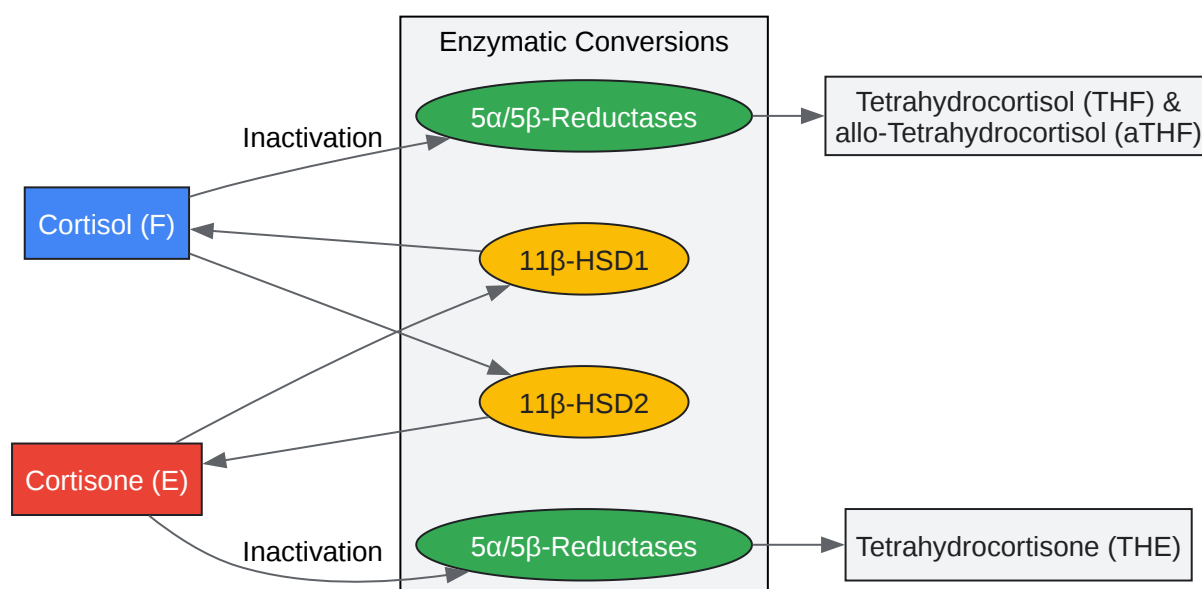 Enzymatic Conversions
5α/5β-Reductases
Tetrahydrocortisol (THF) &
allo-Tetrahydrocortisol (aTHF)
Inactivation
Cortisol (F)
11β-HSD1
11β-HSD2
Cortisone (E)
Inactivation
5α/5β-Reductases
Tetrahydrocortisone (THE)